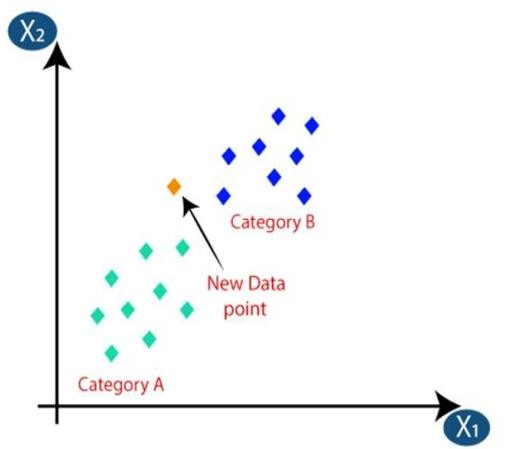 X2
Category B
New Data
point
Category A
X1